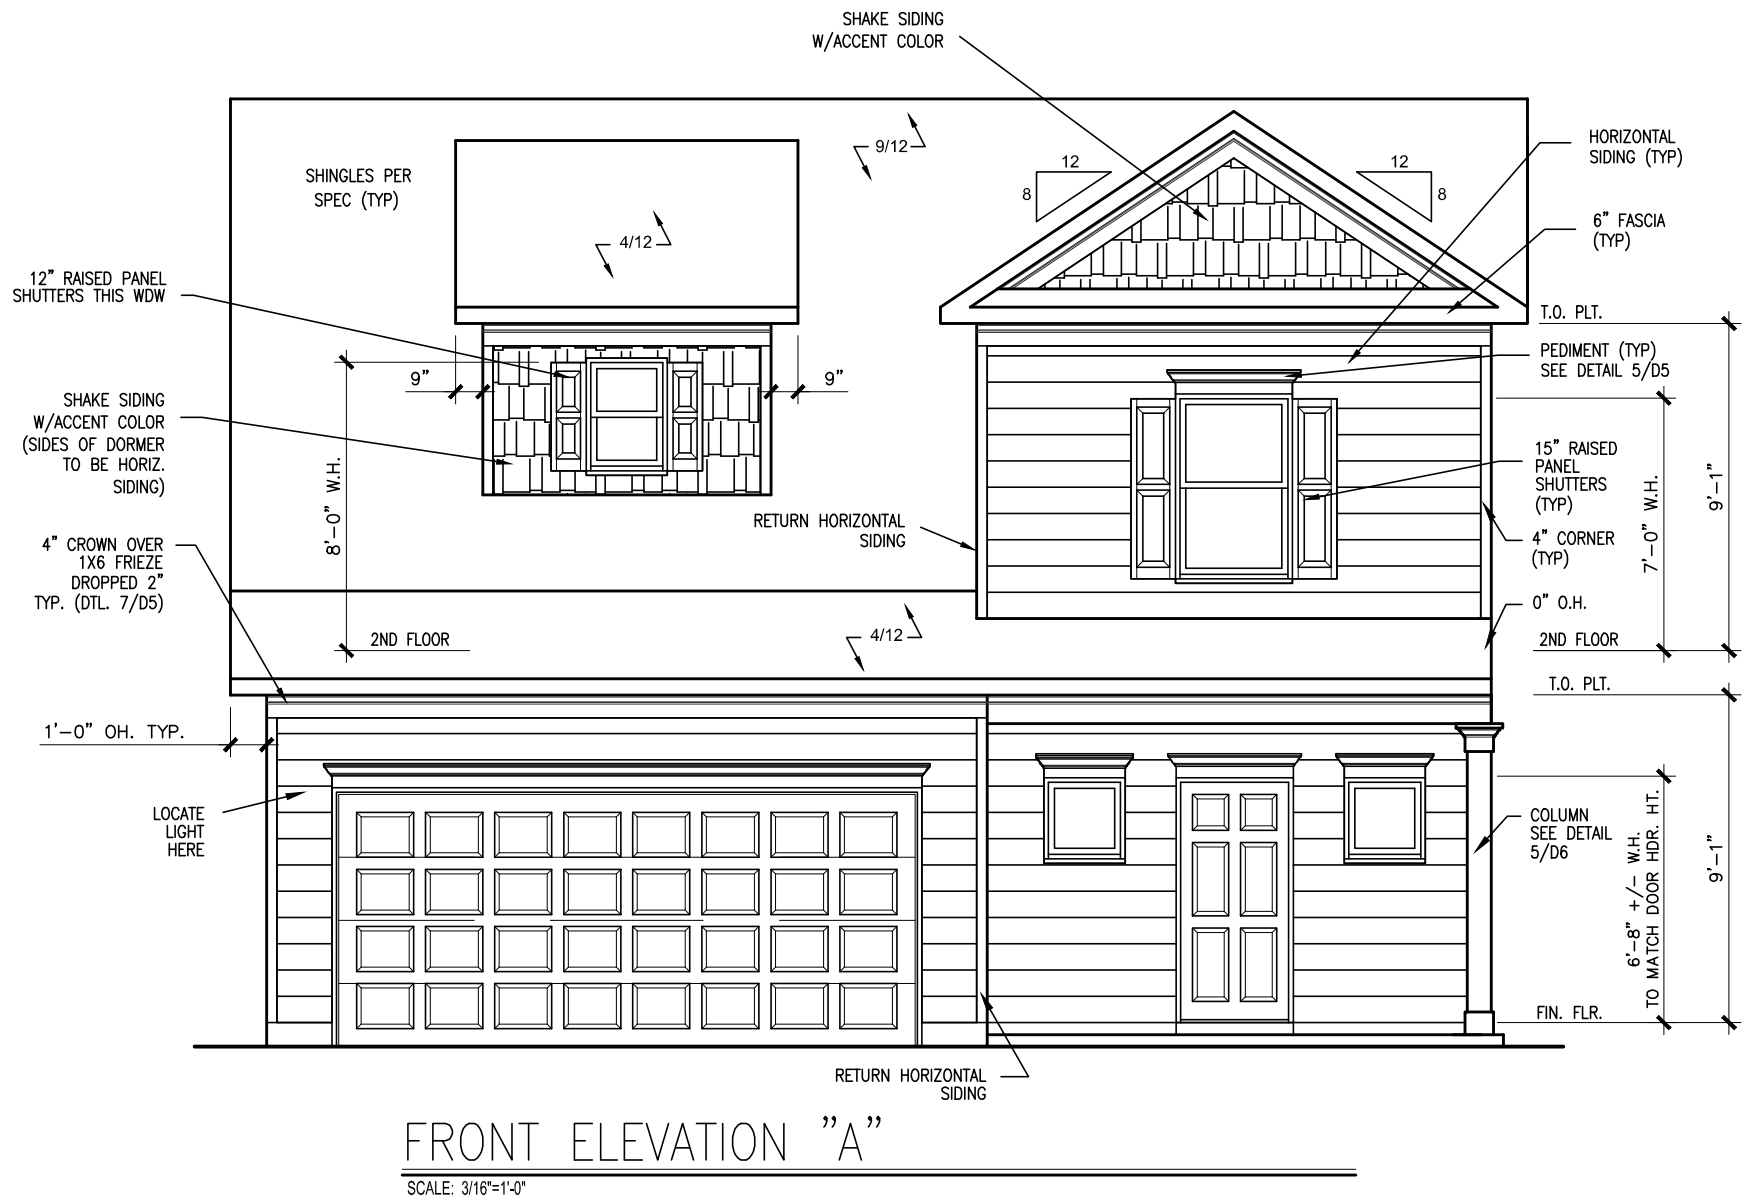 SHAKE SIDING
W/ACCENT COLOR
9/12
HORIZONTAL
SIDING (TYP)
12
8
12
8
SHINGLES PER
SPEC (TYP)
6" FASCIA
(TYP)
4/12
12" RAISED PANEL
SHUTTERS THIS WDW
T.O. PLT.
PEDIMENT (TYP)
SEE DETAIL 5/D5
9"
9"
SHAKE SIDING
W/ACCENT COLOR
(SIDES OF DORMER
TO BE HORIZ.
SIDING)
8'-0" W.H.
15" RAISED
PANEL
SHUTTERS
(TYP)
7'-0" W.H.
9'-1"
RETURN HORIZONTAL
SIDING
4" CORNER
(TYP)
4" CROWN OVER
1X6 FRIEZE
DROPPED 2"
TYP. (DTL. 7/D5)
0" O.H.
2ND FLOOR
4/12
2ND FLOOR
T.O. PLT.
1'-0" OH. TYP.
LOCATE
LIGHT
HERE
COLUMN
SEE DETAIL
5/D6
6'-8" +/- W.H.
TO MATCH DOOR HDR. HT.
9'-1"
FIN. FLR.
RETURN HORIZONTAL
SIDING
FRONT ELEVATION "A"
SCALE: 3/16"=1'-0"